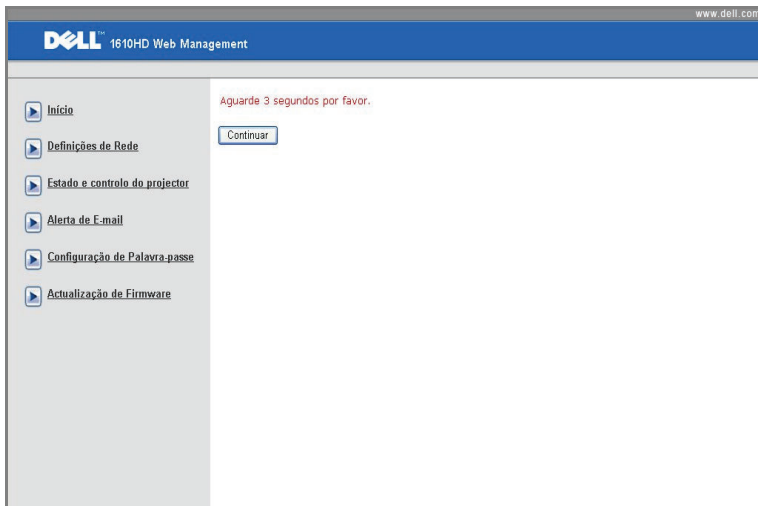 www.dell.com
DELL™ 1610HD Web Management
Início
Definições de Rede
Estado e controlo do projector
Alerta de E-mail
Configuração de Palavra-passe
Actualização de Firmware
Aguarde 3 segundos por favor.
Continuar